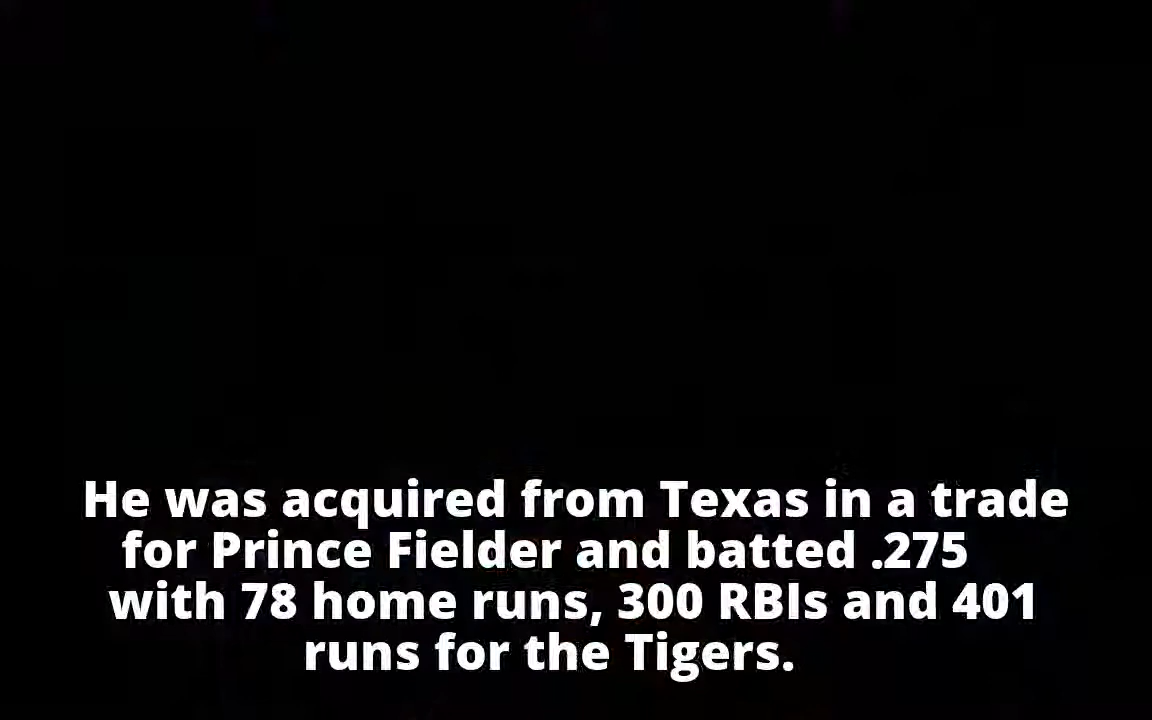 He was acquired from Texas in a trade
for Prince Fielder and batted .275
with 78 home runs, 300 RBIs and 401
runs for the Tigers.